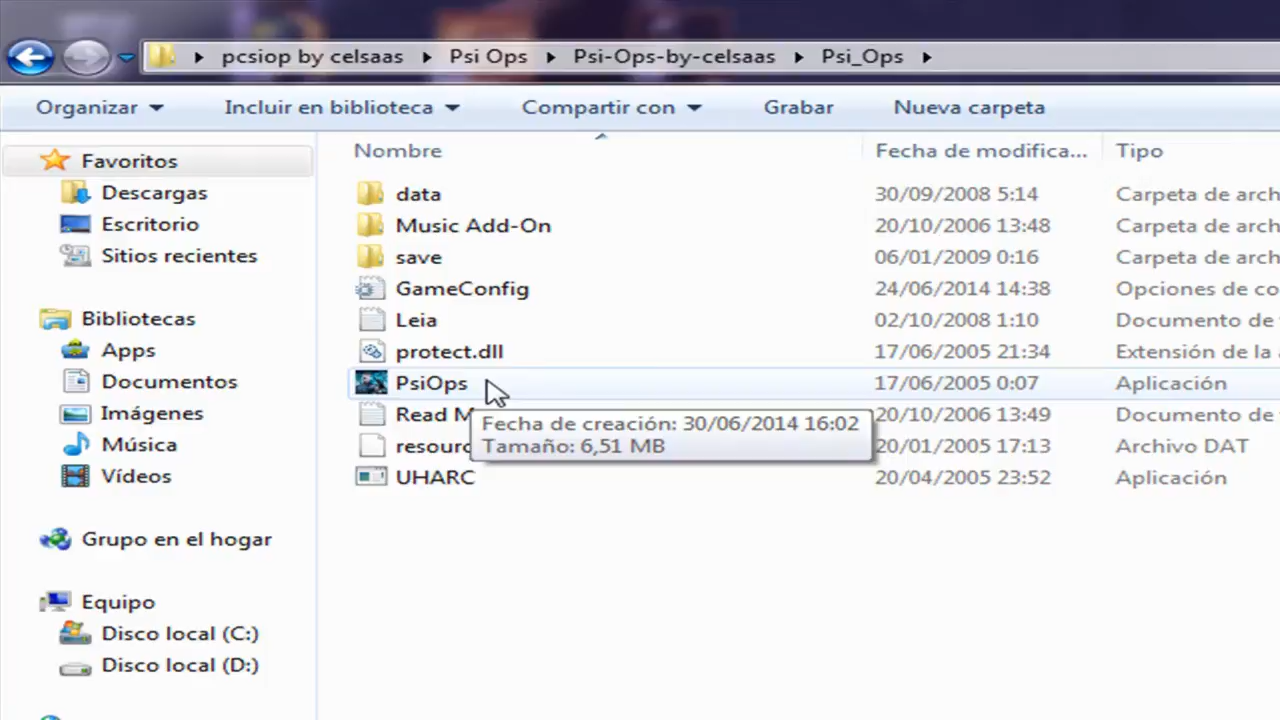 pcsiop by celsaas Psi Ops Psi-Ops-by-celsaas Psi_Ops
Organizar Incluir en biblioteca Compartir con Grabar Nueva carpeta
Nombre Fecha de modifica... Tipo
Favoritos
Descargas
Escritorio
Sitios recientes
Bibliotecas
Apps
Documentos
Imágenes
Música
Vídeos
Grupo en el hogar
Equipo
Disco local (C:)
Disco local (D:)
data 30/09/2008 5:14 Carpeta de arch
Music Add-On 20/10/2006 13:48 Carpeta de arch
save 06/01/2009 0:16 Carpeta de arch
GameConfig 24/06/2014 14:38 Opciones de co
Leia 02/10/2008 1:10 Documento de
protect.dll 17/06/2005 21:34 Extensión de la
PsiOps 17/06/2005 0:07 Aplicación
Read M 20/10/2006 13:49 Documento de
resour 20/01/2005 17:13 Archivo DAT
UHARC 20/04/2005 23:52 Aplicación
Fecha de creación: 30/06/2014 16:02
Tamaño: 6,51 MB